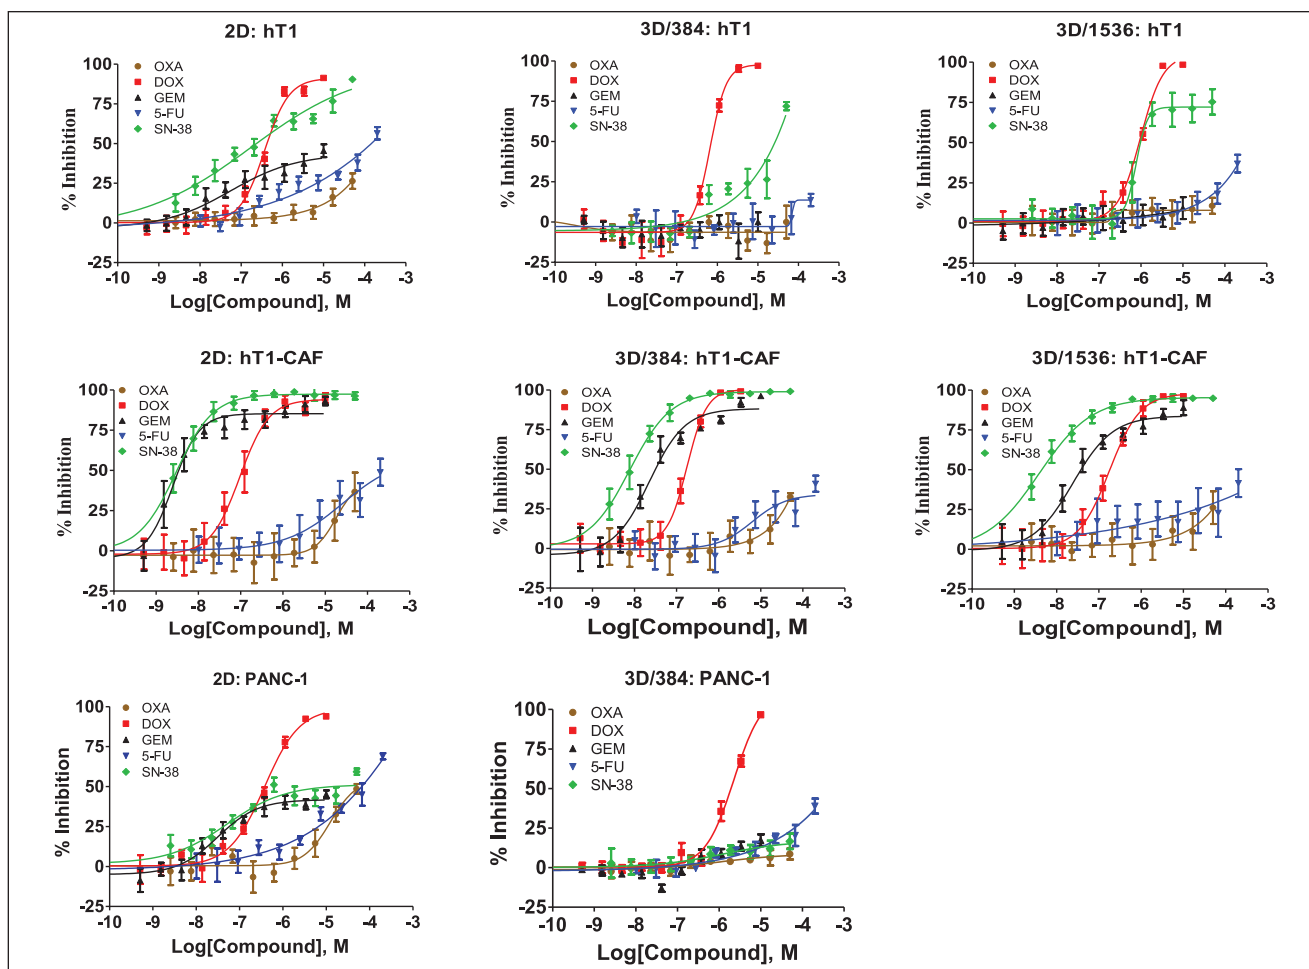 2D: hT1
% Inhibition
100
75
50
25
0
-25
OXA
DOX
GEM
5-FU
SN-38
-10 -9 -8 -7 -6 -5 -4 -3
Log[Compound], M
3D/384: hT1
% Inhibition
100
75
50
25
0
-25
OXA
DOX
GEM
5-FU
SN-38
-10 -9 -8 -7 -6 -5 -4 -3
Log[Compound], M
3D/1536: hT1
% Inhibition
100
75
50
25
0
-25
OXA
DOX
GEM
5-FU
SN-38
-10 -9 -8 -7 -6 -5 -4 -3
Log[Compound], M
2D: hT1-CAF
% Inhibition
100
75
50
25
0
-25
OXA
DOX
GEM
5-FU
SN-38
-10 -9 -8 -7 -6 -5 -4 -3
Log[Compound], M
3D/384: hT1-CAF
% Inhibition
100
75
50
25
0
-25
OXA
DOX
GEM
5-FU
SN-38
-10 -9 -8 -7 -6 -5 -4 -3
Log[Compound], M
3D/1536: hT1-CAF
% Inhibition
100
75
50
25
0
-25
OXA
DOX
GEM
5-FU
SN-38
-10 -9 -8 -7 -6 -5 -4 -3
Log[Compound], M
2D: PANC-1
% Inhibition
100
75
50
25
0
-25
OXA
DOX
GEM
5-FU
SN-38
-10 -9 -8 -7 -6 -5 -4 -3
Log[Compound], M
3D/384: PANC-1
% Inhibition
100
75
50
25
0
-25
OXA
DOX
GEM
5-FU
SN-38
-10 -9 -8 -7 -6 -5 -4 -3
Log[Compound], M